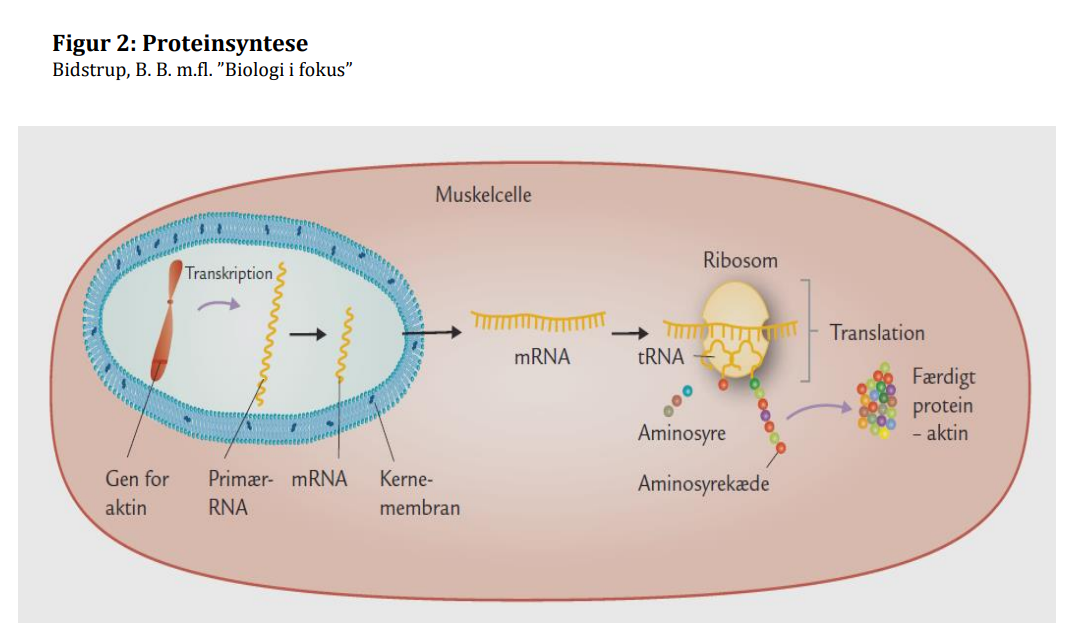 Figur 2: Proteinsyntese
Bidstrup, B. B. m.fl. ”Biologi i fokus”
Muskelcelle
Transkription
Ribosom
Translation
mRNA
tRNA
Færdigt
protein
– aktin
Aminosyre
Aminosyrekæde
Gen for
aktin
Primær-
RNA
mRNA
Kerne-
membran